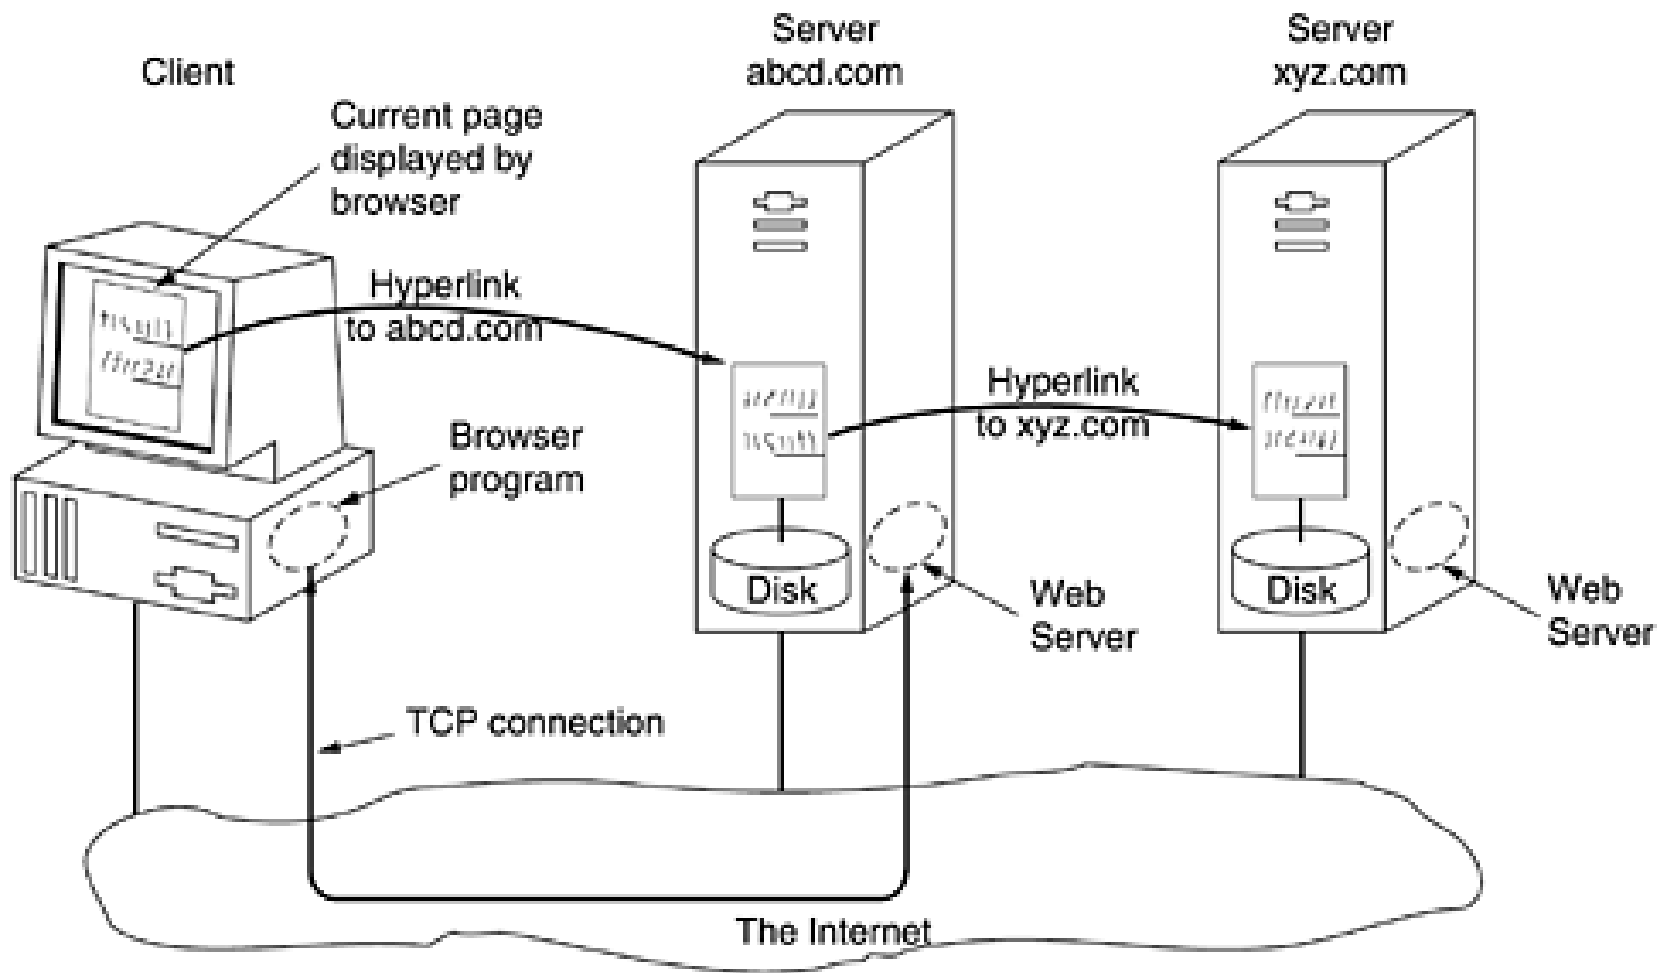 Client
Server
abcd.com
Server
xyz.com
Current page
displayed by
browser
Hyperlink
to abcd.com
Hyperlink
to xyz.com
Browser
program
Disk
Web
Server
Disk
Web
Server
TCP connection
The Internet